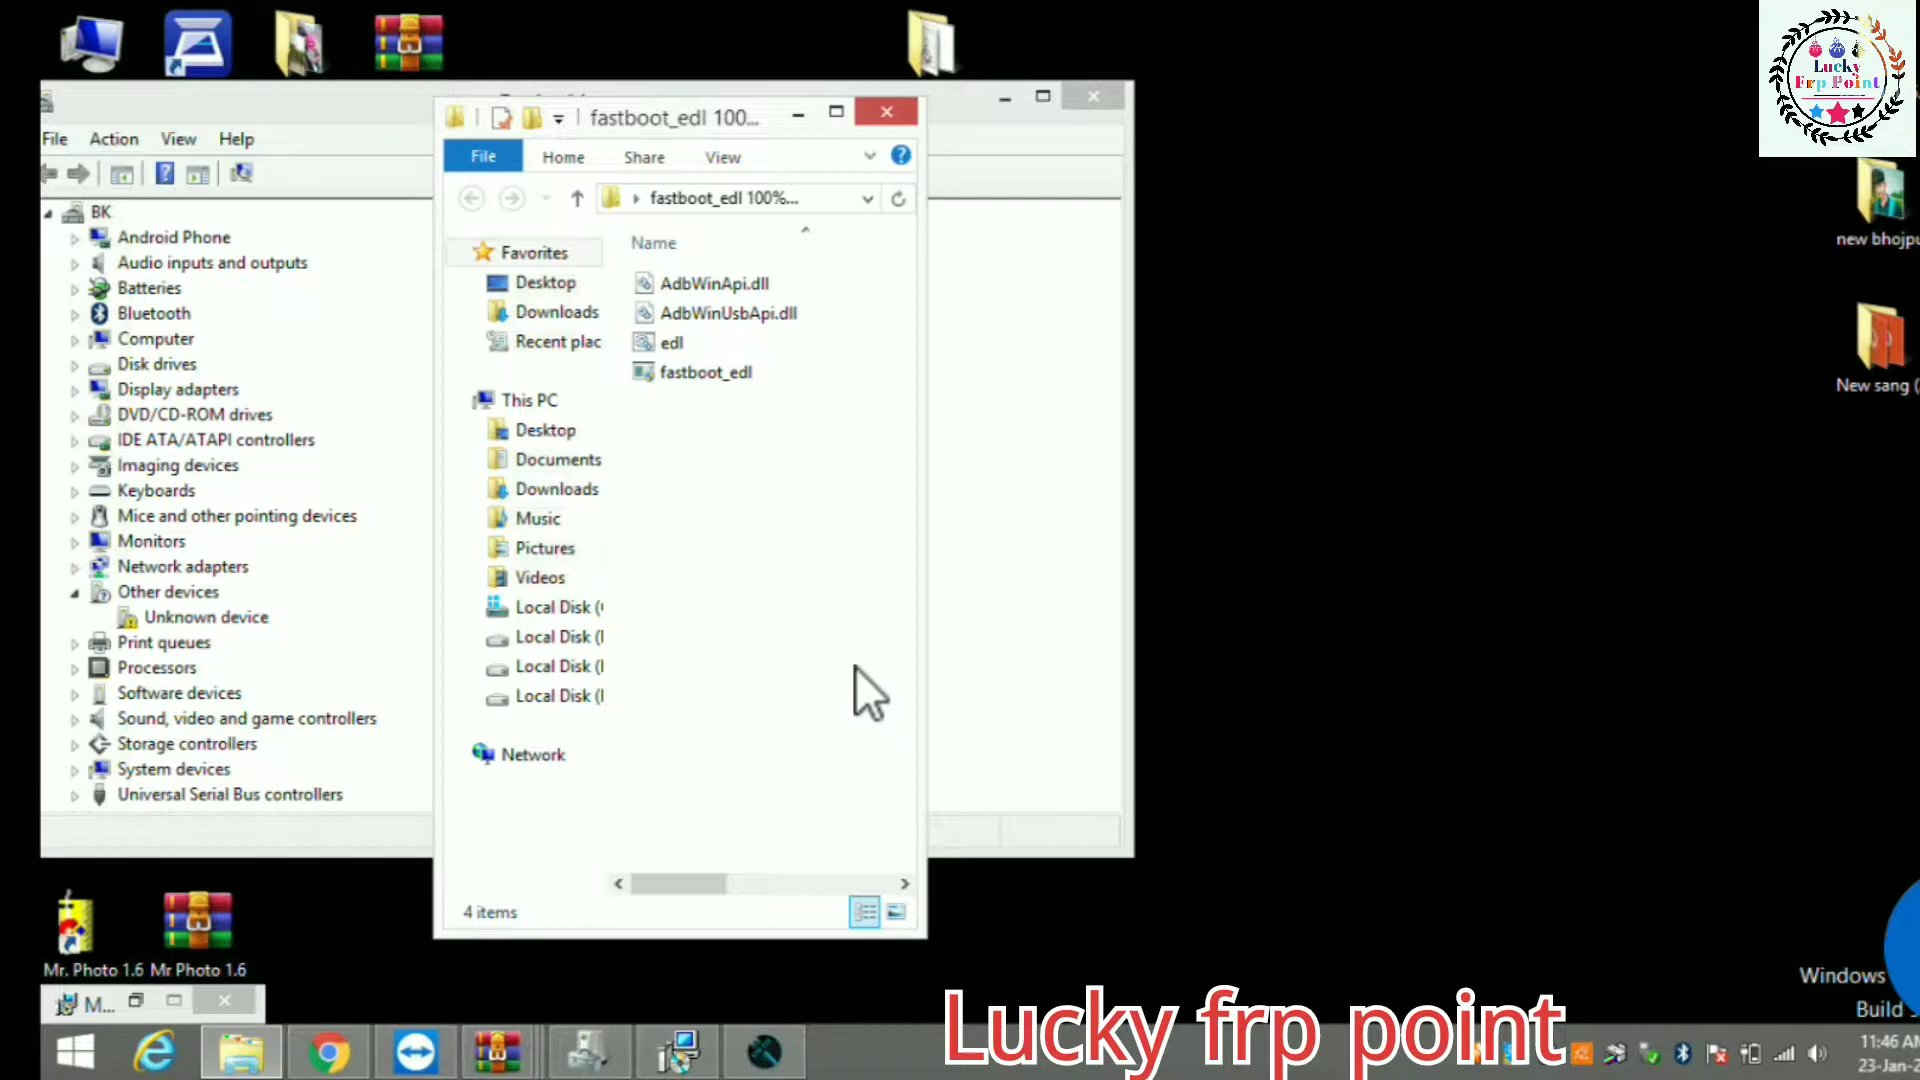 Lucky
Frp Point
fastboot_edl 100...
File Action View Help
File Home Share View
fastboot_edl 100%...
BK
Android Phone
Audio inputs and outputs
Batteries
Bluetooth
Computer
Disk drives
Display adapters
DVD/CD-ROM drives
IDE ATA/ATAPI controllers
Imaging devices
Keyboards
Mice and other pointing devices
Monitors
Network adapters
Other devices
Unknown device
Print queues
Processors
Software devices
Sound, video and game controllers
Storage controllers
System devices
Universal Serial Bus controllers
Favorites
Desktop
Downloads
Recent plac
This PC
Desktop
Documents
Downloads
Music
Pictures
Videos
Local Disk (
Local Disk (
Local Disk (
Local Disk (
Network
Name
AdbWinApi.dll
AdbWinUsbApi.dll
edl
fastboot_edl
4 items
new bhojpu
New sang (
Mr. Photo 1.6 Mr Photo 1.6
M...
Windows
Build
Lucky frp point
11:46 AM
23-Jan-2